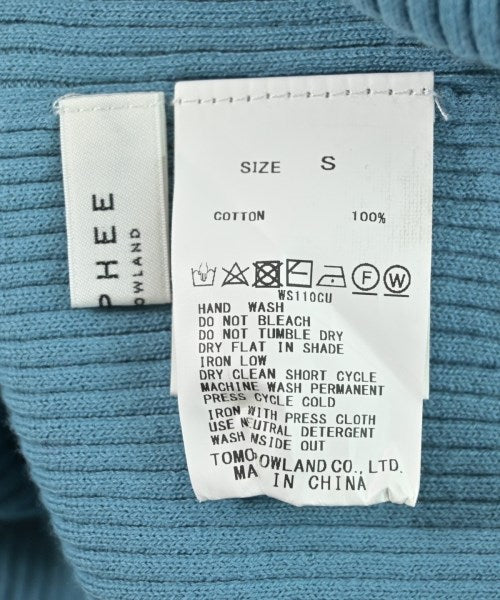 PHEE
OWLAND
SIZE S
COTTON 100%
F W
WS110GU
HAND WASH
DO NOT BLEACH
DO NOT TUMBLE DRY
DRY FLAT IN SHADE
IRON LOW
DRY CLEAN SHORT CYCLE
MACHINE WASH PERMANENT
PRESS CYCLE COLD
IRON WITH PRESS CLOTH
USE NEUTRAL DETERGENT
WASH INSIDE OUT
TOMORROWLAND CO., LTD.
MADE IN CHINA